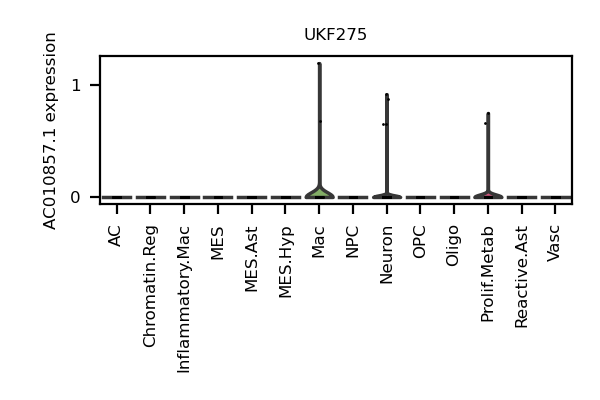 UKF275
AC010857.1 expression
1
0
AC
Chromatin.Reg
Inflammatory.Mac
MES
MES.Ast
MES.Hyp
Mac
NPC
Neuron
OPC
Oligo
Prolif.Metab
Reactive.Ast
Vasc